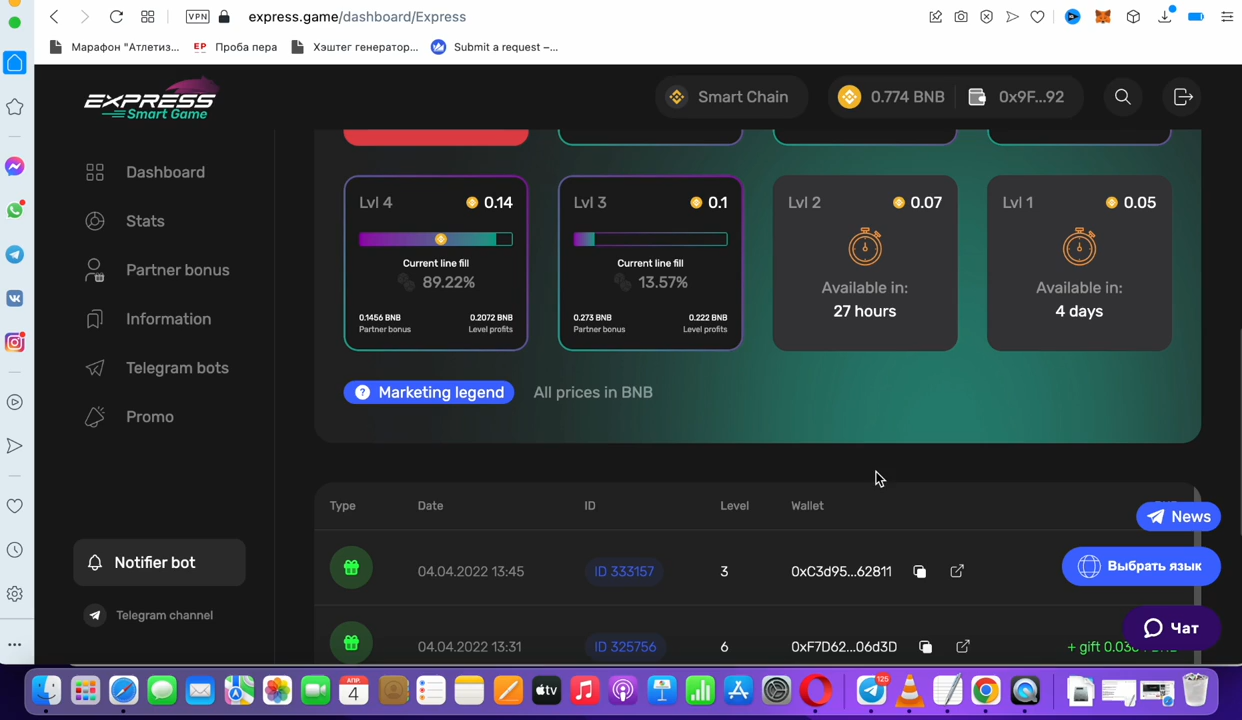 VPN express.game/dashboard/Express
Марафон "Атлетиз... EP Проба пера Хэштег генератор... Submit a request –...
EXPRESS
Smart Game
Smart Chain 0.774 BNB 0x9F...92
Dashboard
Stats
Partner bonus
Information
Telegram bots
Promo
Notifier bot
Telegram channel
Lvl 4 0.14
Current line fill
89.22%
0.1456 BNB 0.2072 BNB
Partner bonus Level profits
Lvl 3 0.1
Current line fill
13.57%
0.273 BNB 0.222 BNB
Partner bonus Level profits
Lvl 2 0.07
Available in:
27 hours
Lvl 1 0.05
Available in:
4 days
? Marketing legend All prices in BNB
Type Date ID Level Wallet
04.04.2022 13:45 ID 333157 3 0xC3d95...62811
04.04.2022 13:31 ID 325756 6 0xF7D62...06d3D + gift
News
Выбрать язык
Чат
АПР.
4
tv
125